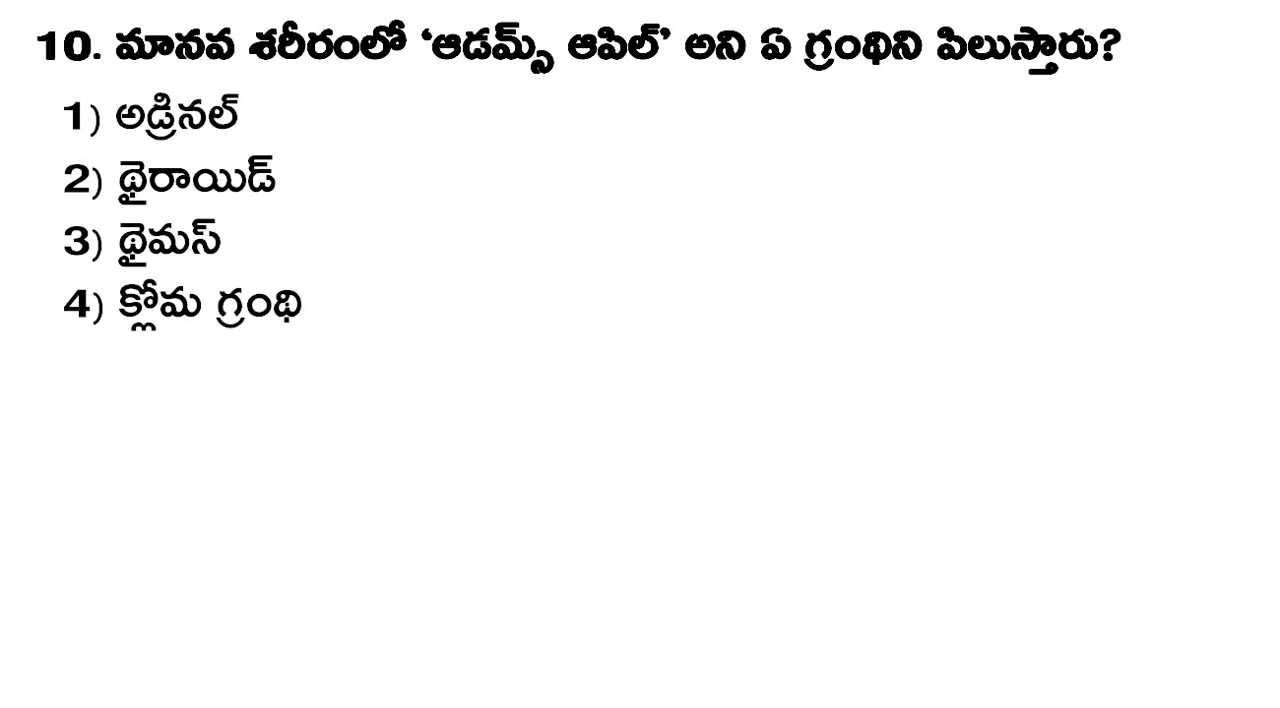 10. మానవ శరీరంలో ‘ఆడమ్స్ ఆపిల్’ అని ఏ గ్రంథిని పిలుస్తారు?
1) అడ్రినల్
2) థైరాయిడ్
3) థైమస్
4) క్లోమ గ్రంథి